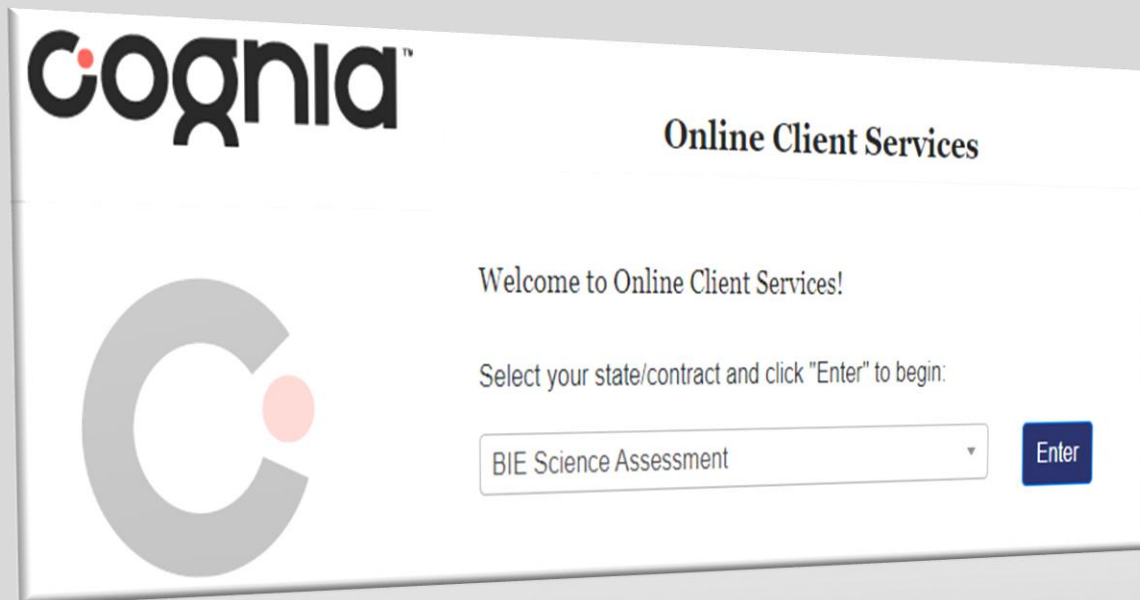 cognia™
Online Client Services
Welcome to Online Client Services!
Select your state/contract and click "Enter" to begin:
BIE Science Assessment
Enter